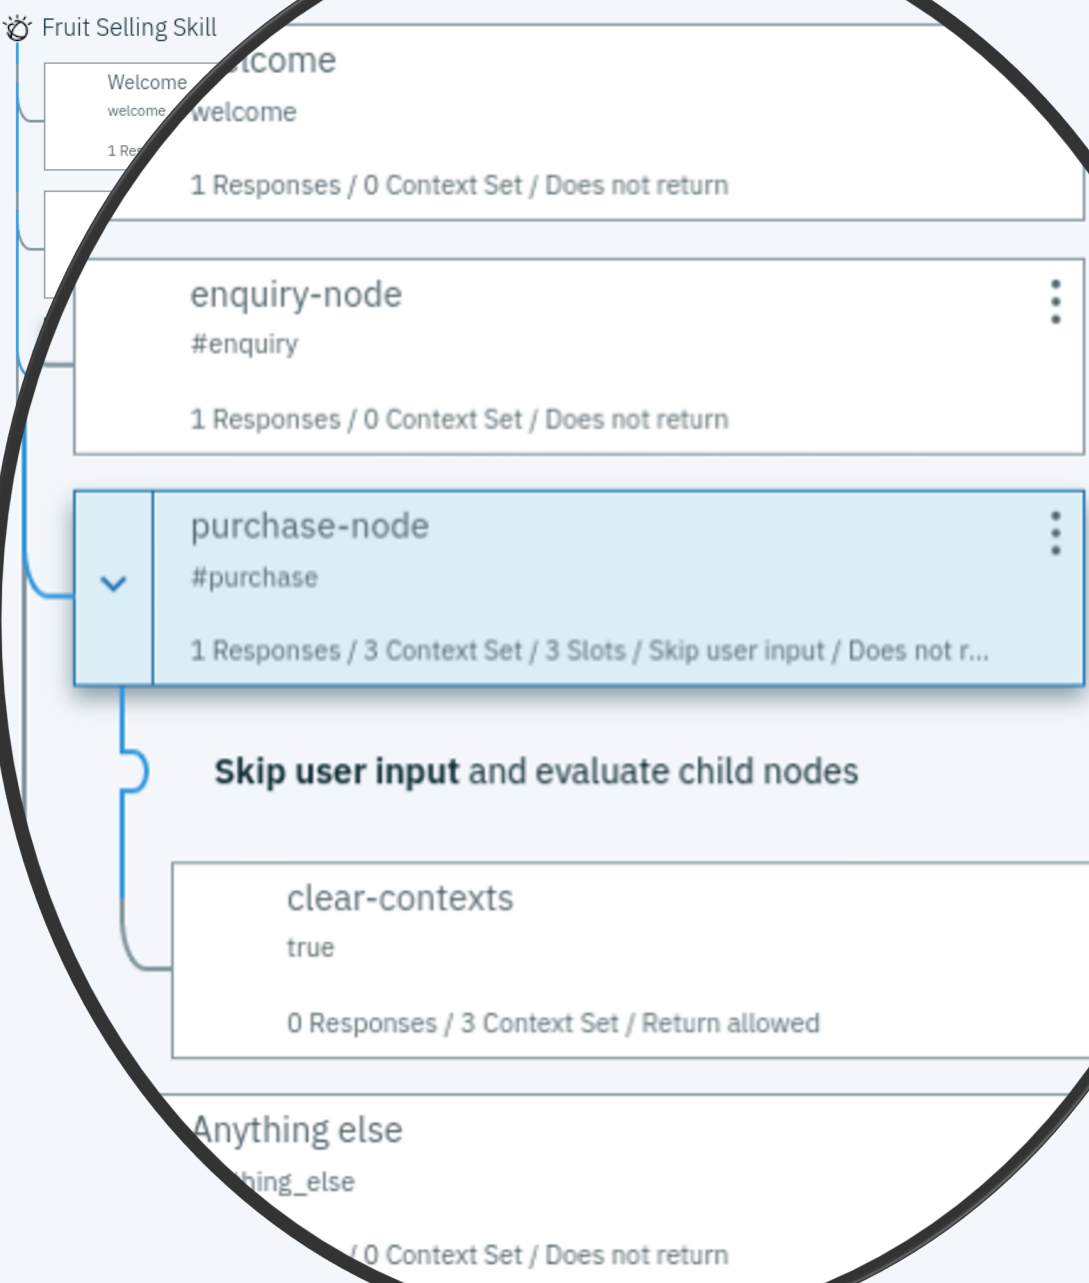 Fruit Selling Skill
Welcome
welcome
1
welcome
1 Responses / 0 Context Set / Does not return
enquiry-node
#enquiry
1 Responses / 0 Context Set / Does not return
purchase-node
#purchase
1 Responses / 3 Context Set / 3 Slots / Skip user input / Does not r...
Skip user input and evaluate child nodes
clear-contexts
true
0 Responses / 3 Context Set / Return allowed
Anything else
/ 0 Context Set / Does not return